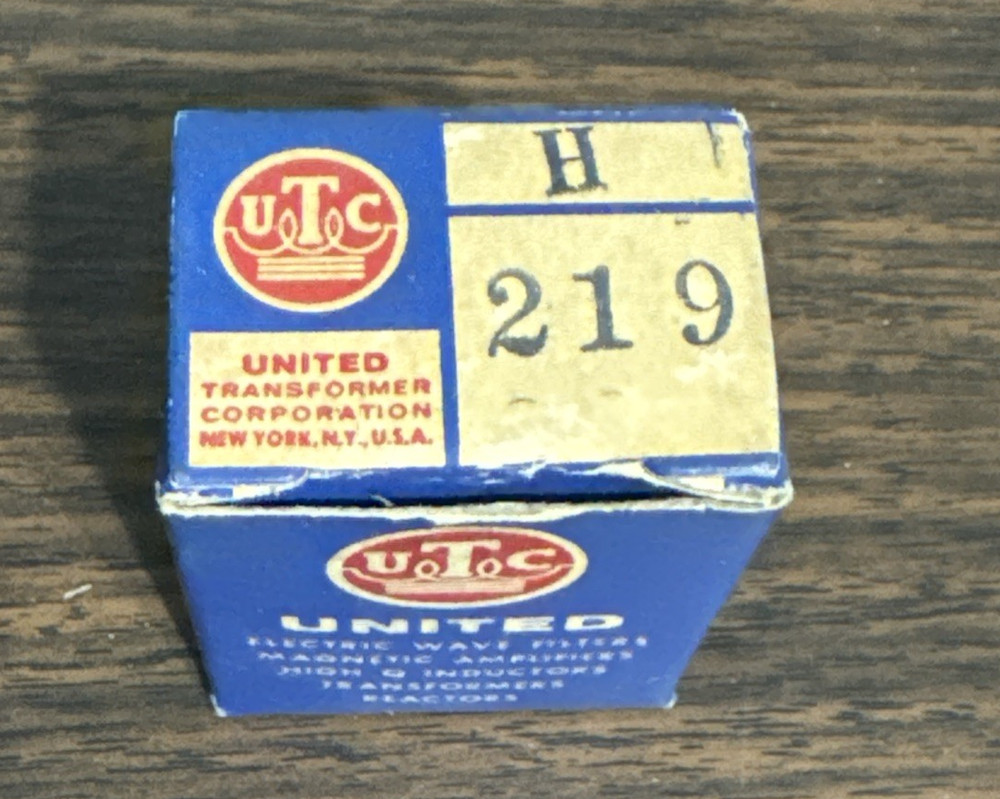 UTC
H
219
UNITED
TRANSFORMER
CORPORATION
NEW YORK, N.Y., U.S.A.
UTC
UNITED
ELECTRIC WAVE FILTERS
MAGNETIC AMPLIFIERS
HIGH Q INDUCTORS
TRANSFORMERS
REACTORS